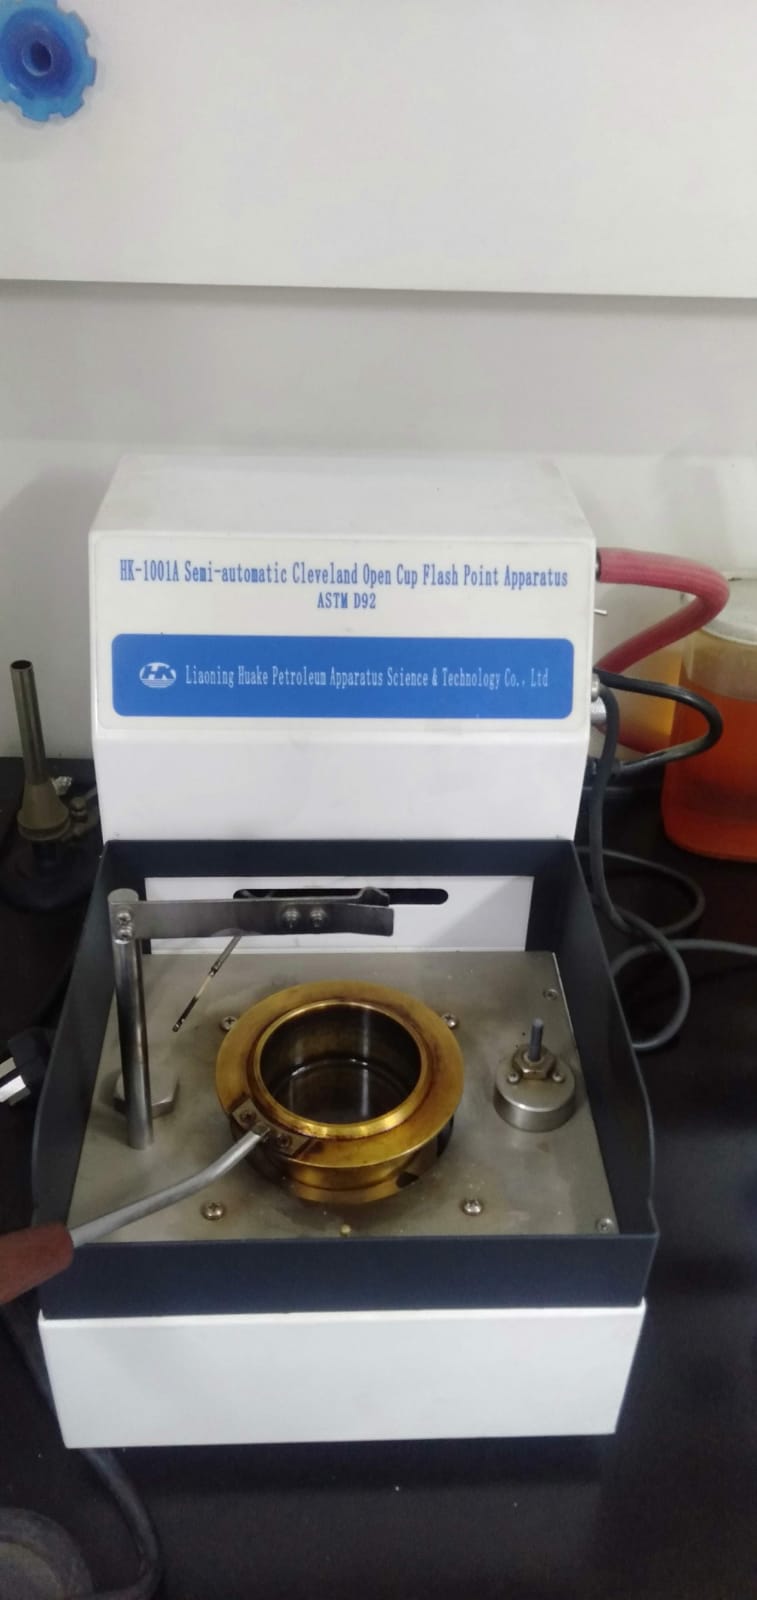 HK-1001A Semi-automatic Cleveland Open Cup Flash Point Apparatus
ASTM D92
HK Liaoning Huake Petroleum Apparatus Science & Technology Co., Ltd